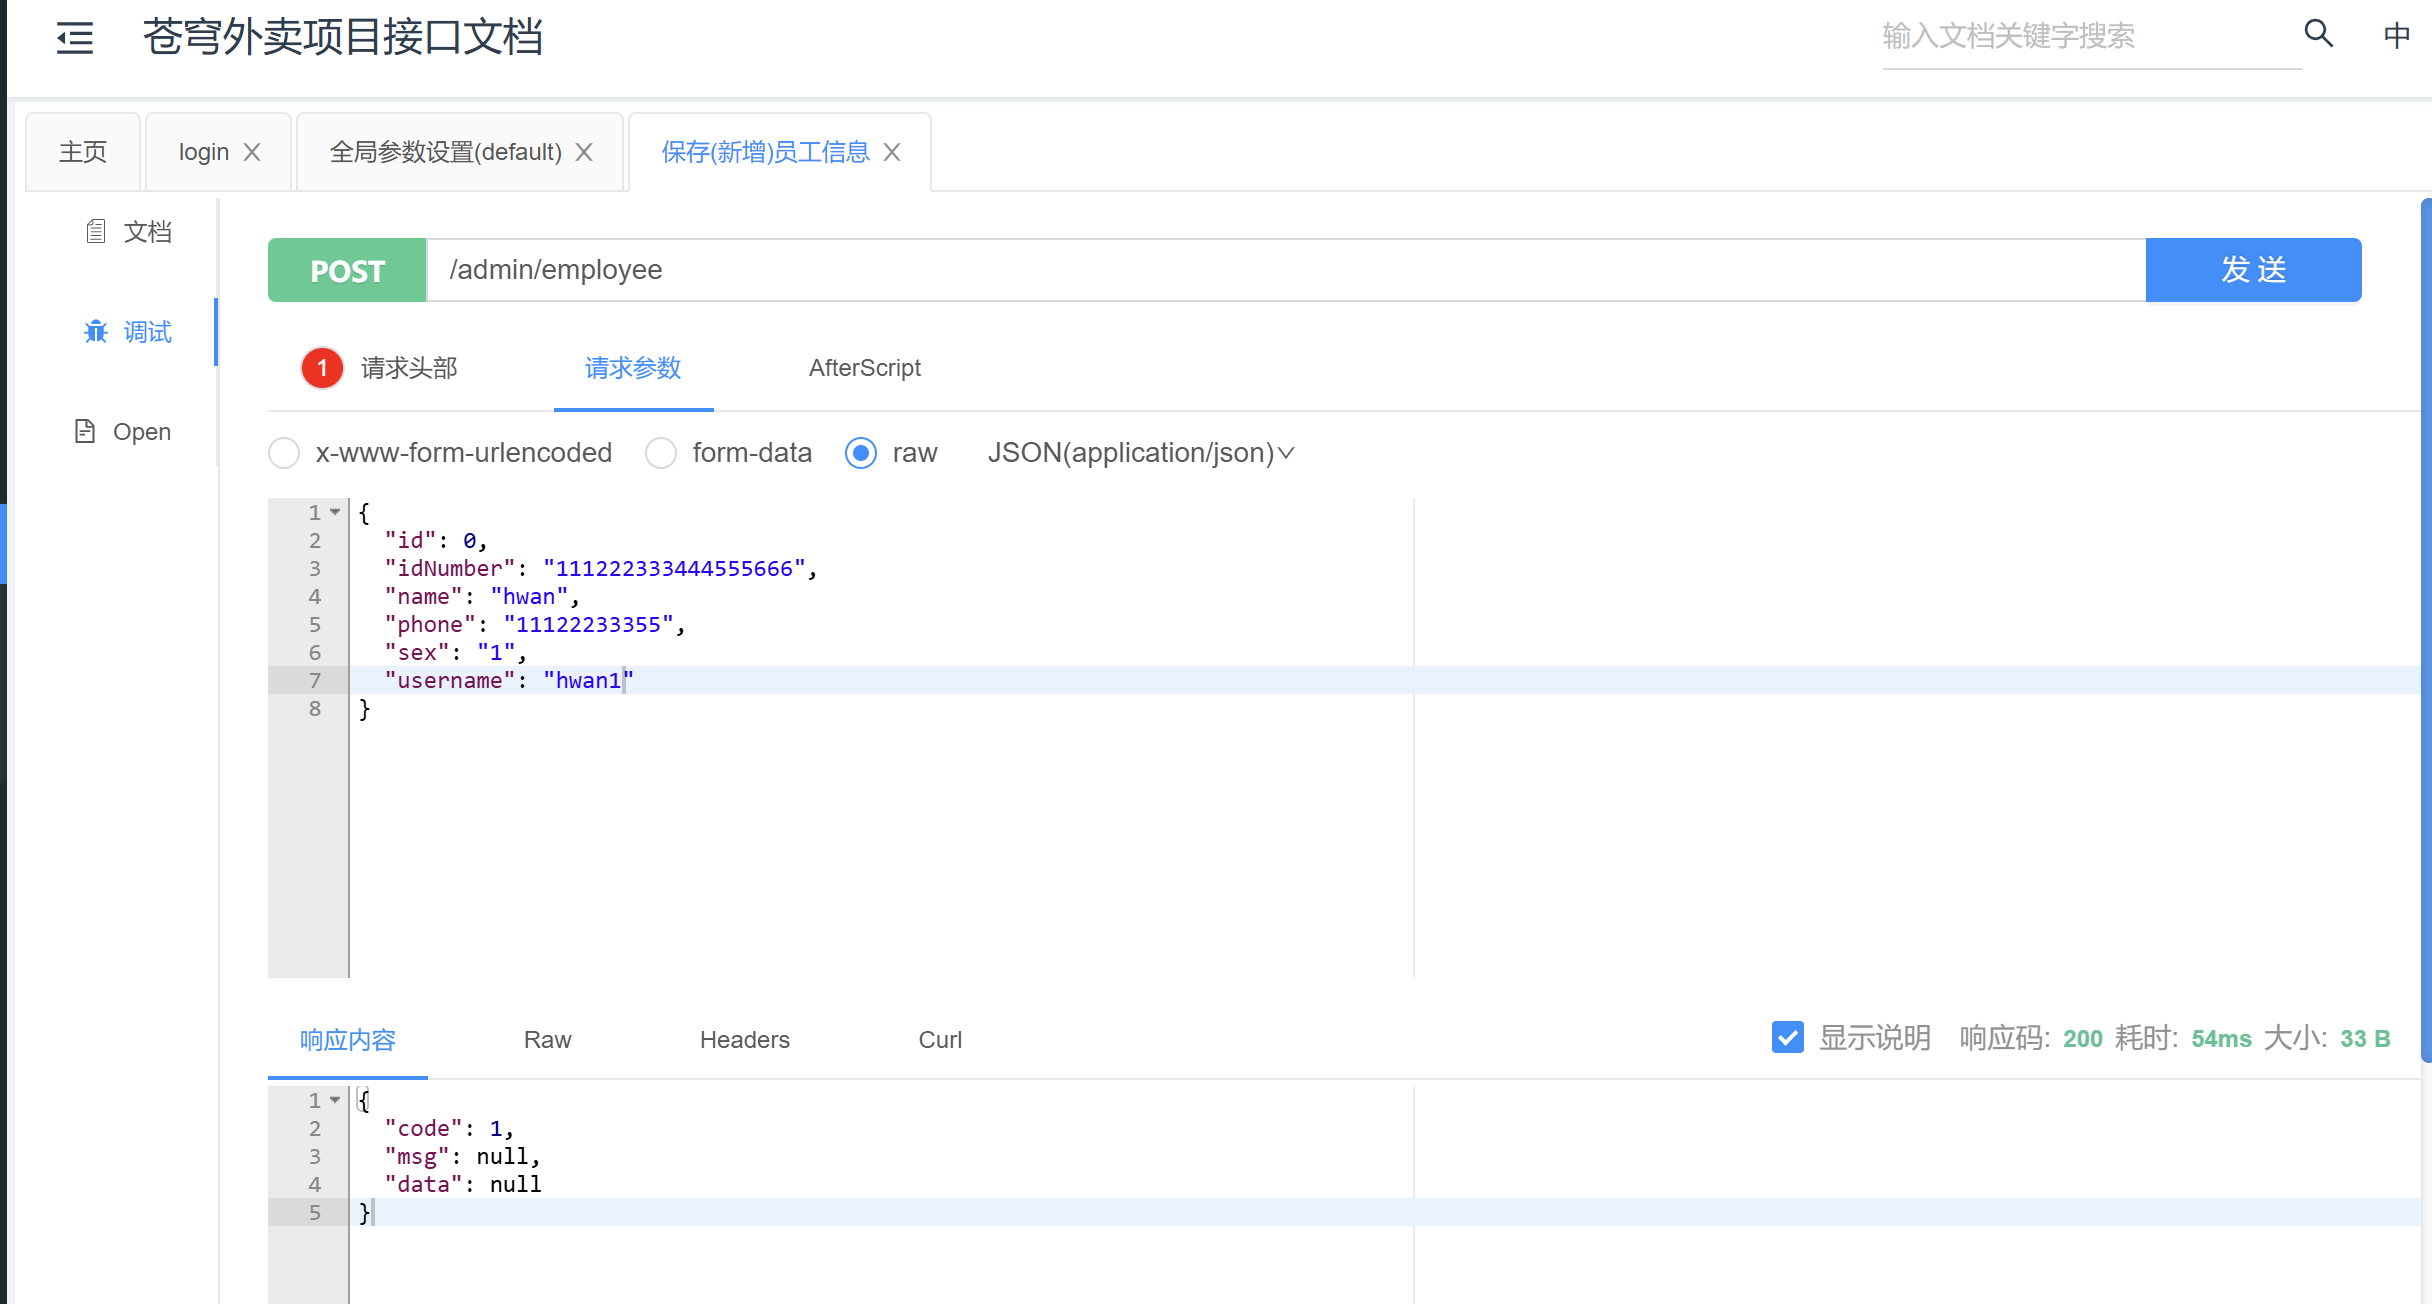 苍穹外卖项目接口文档
输入文档关键字搜索
中
主页
login X
全局参数设置(default) X
保存(新增)员工信息 X
文档
调试
Open
POST /admin/employee 发 送
1 请求头部 请求参数 AfterScript
x-www-form-urlencoded form-data raw JSON(application/json)
1 {
2 "id": 0,
3 "idNumber": "111222333444555666",
4 "name": "hwan",
5 "phone": "11122233355",
6 "sex": "1",
7 "username": "hwan1"
8 }
响应内容 Raw Headers Curl 显示说明 响应码: 200 耗时: 54ms 大小: 33 B
1 {
2 "code": 1,
3 "msg": null,
4 "data": null
5 }